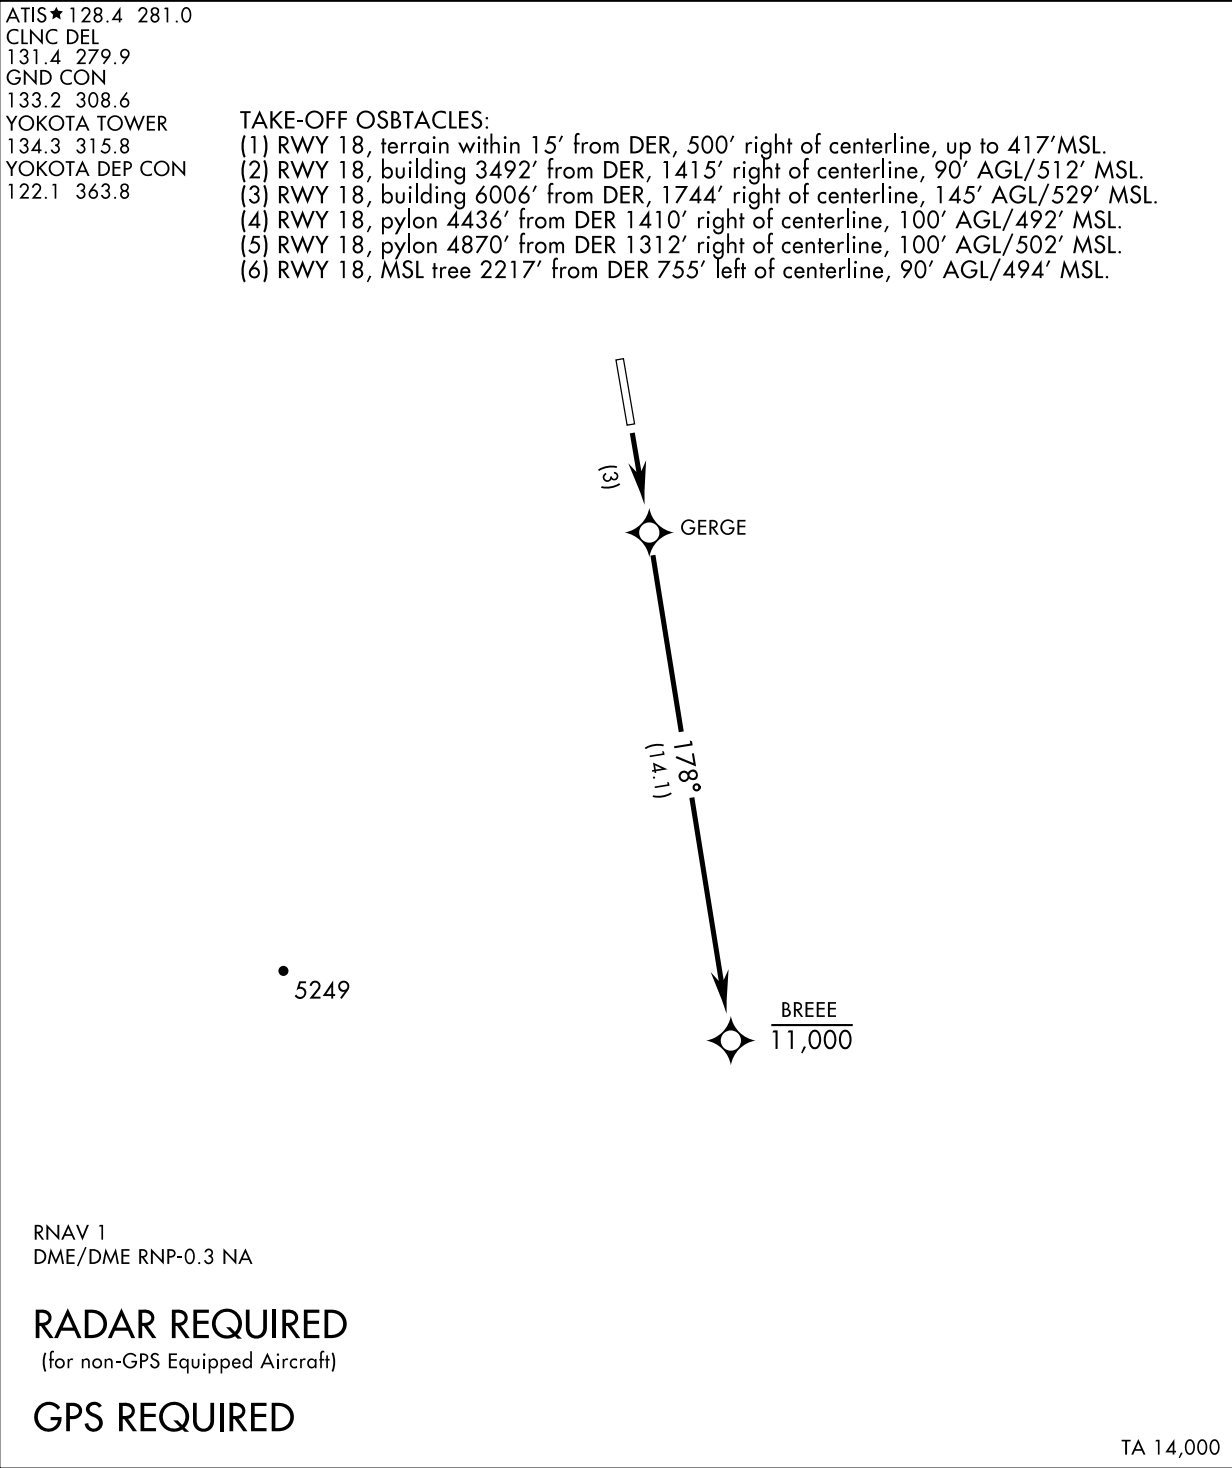 ATIS★ 128.4 281.0
CLNC DEL
131.4 279.9
GND CON
133.2 308.6
YOKOTA TOWER
134.3 315.8
YOKOTA DEP CON
122.1 363.8
TAKE-OFF OSBTACLES:
(1) RWY 18, terrain within 15’ from DER, 500’ right of centerline, up to 417’MSL.
(2) RWY 18, building 3492’ from DER, 1415’ right of centerline, 90’ AGL/512’ MSL.
(3) RWY 18, building 6006’ from DER, 1744’ right of centerline, 145’ AGL/529’ MSL.
(4) RWY 18, pylon 4436’ from DER 1410’ right of centerline, 100’ AGL/492’ MSL.
(5) RWY 18, pylon 4870’ from DER 1312’ right of centerline, 100’ AGL/502’ MSL.
(6) RWY 18, MSL tree 2217’ from DER 755’ left of centerline, 90’ AGL/494’ MSL.
(3)
GERGE
178°
(14.1)
5249
BREEE
11,000
RNAV 1
DME/DME RNP-0.3 NA
RADAR REQUIRED
(for non-GPS Equipped Aircraft)
GPS REQUIRED
TA 14,000